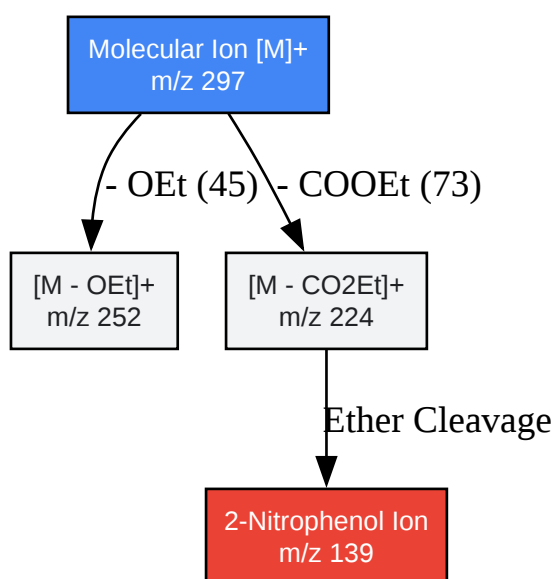 Molecular Ion [M]+
m/z 297
- OEt (45)
- COOEt (73)
[M - OEt]+
m/z 252
[M - CO2Et]+
m/z 224
Ether Cleavage
2-Nitrophenol Ion
m/z 139